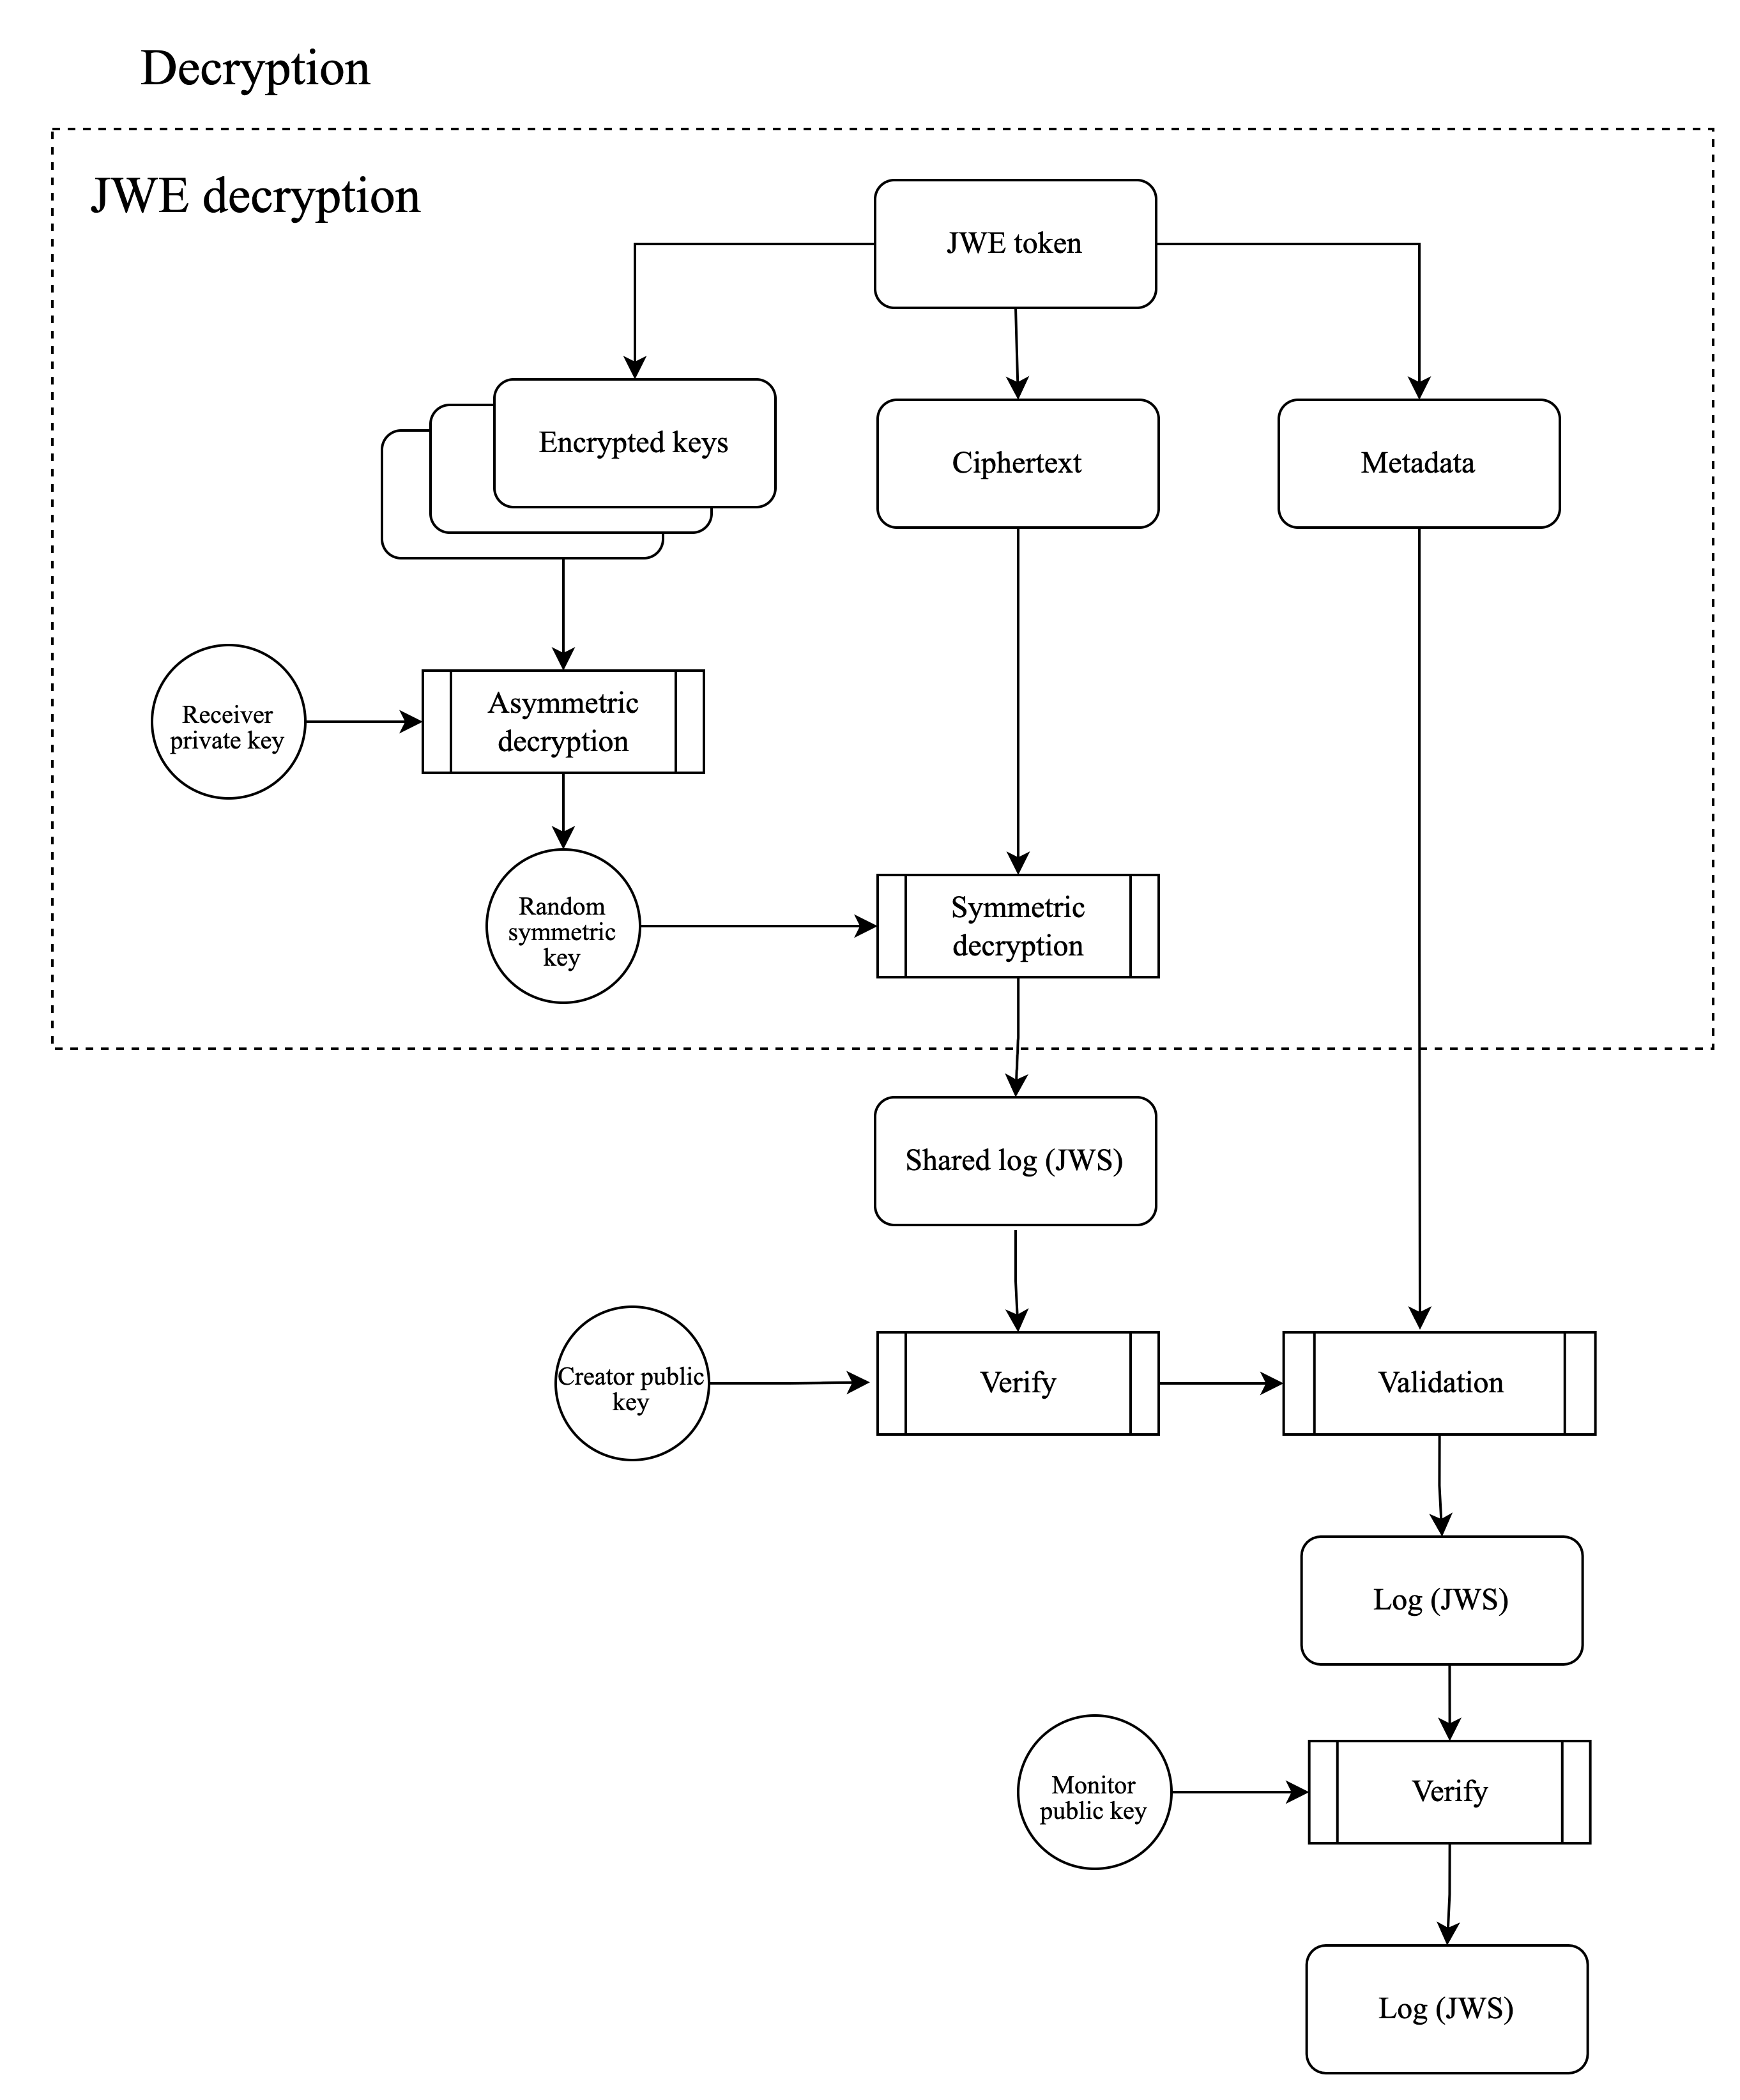 Decryption
JWE decryption
JWE token
Encrypted keys
Ciphertext
Metadata
Receiver
private key
Asymmetric
decryption
Random
symmetric
key
Symmetric
decryption
Shared log (JWS)
Creator public
key
Verify
Validation
Log (JWS)
Monitor
public key
Verify
Log (JWS)